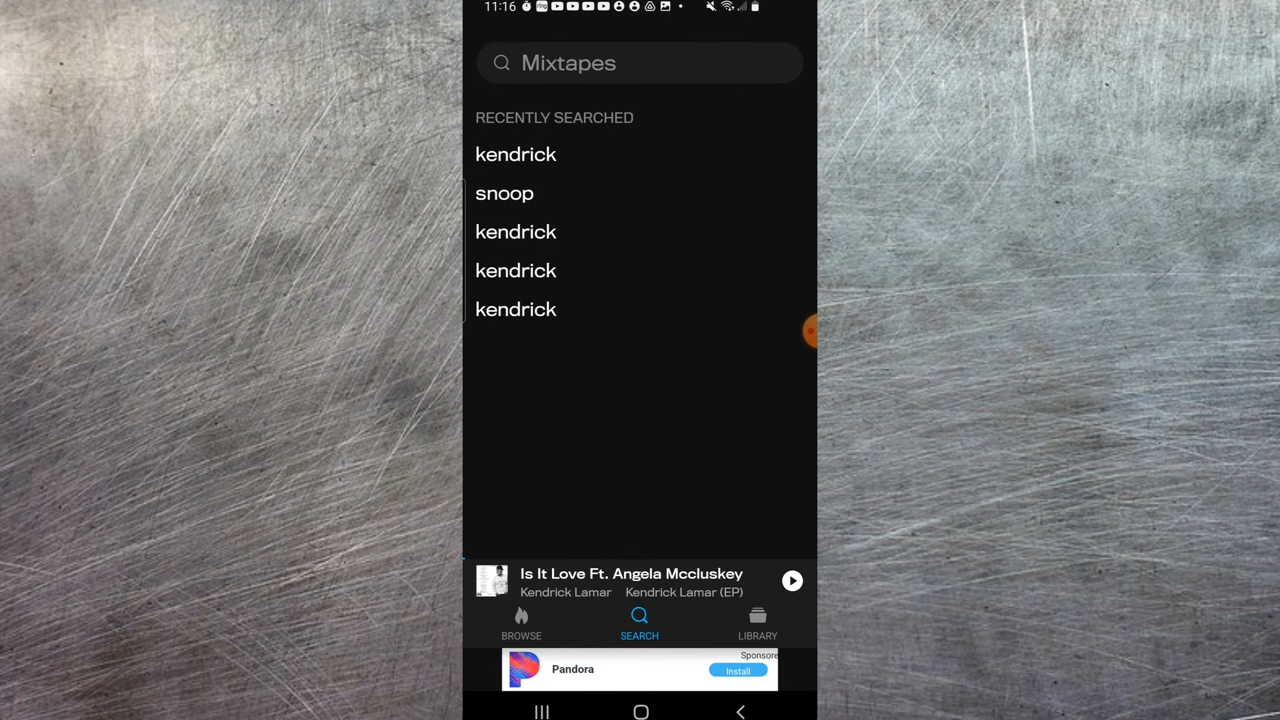 11:16
Mixtapes
RECENTLY SEARCHED
kendrick
snoop
kendrick
kendrick
kendrick
Is It Love Ft. Angela Mccluskey
Kendrick Lamar Kendrick Lamar (EP)
BROWSE SEARCH LIBRARY
Sponsore
Pandora Install